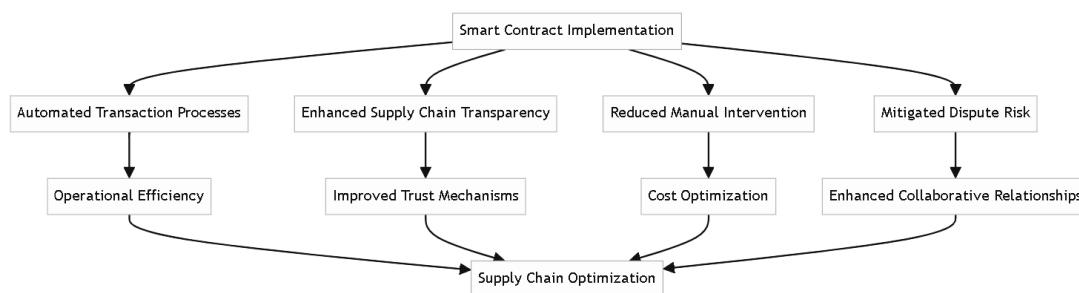 Smart Contract Implementation
Automated Transaction Processes
Enhanced Supply Chain Transparency
Reduced Manual Intervention
Mitigated Dispute Risk
Operational Efficiency
Improved Trust Mechanisms
Cost Optimization
Enhanced Collaborative Relationships
Supply Chain Optimization